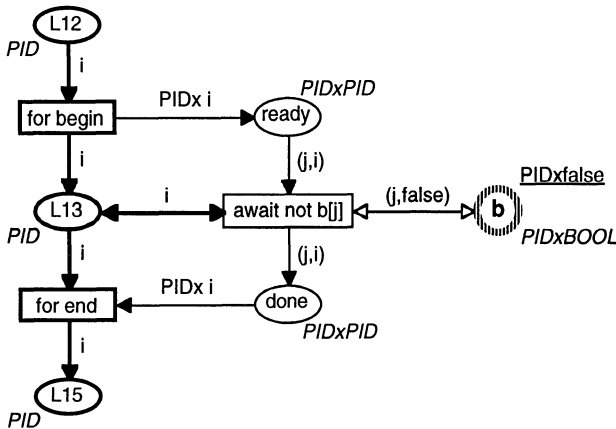 L12
PID
i
PIDx i
PIDxPID
for begin
ready
i
(j,i)
PIDxfalse
i
(j,false)
L13
await not b[j]
b
PID
PIDxBOOL
i
(j,i)
PIDx i
for end
done
PIDxPID
i
L15
PID